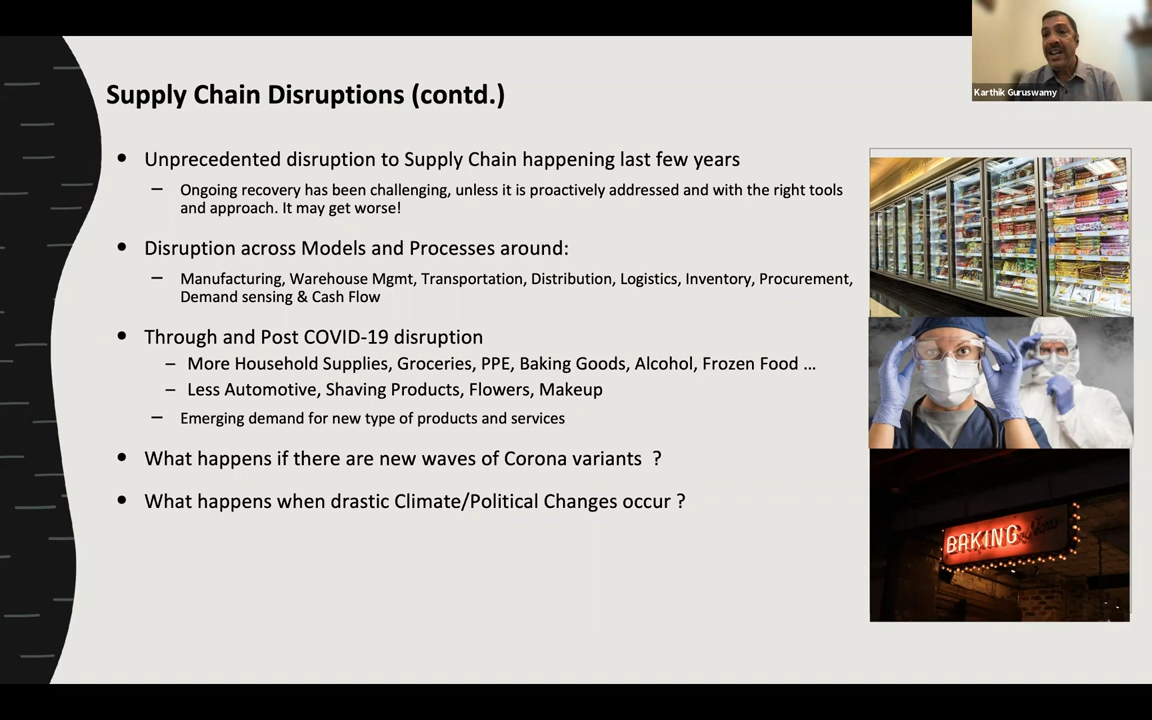 Karthik Guruswamy
Supply Chain Disruptions (contd.)
• Unprecedented disruption to Supply Chain happening last few years
– Ongoing recovery has been challenging, unless it is proactively addressed and with the right tools
and approach. It may get worse!
• Disruption across Models and Processes around:
– Manufacturing, Warehouse Mgmt, Transportation, Distribution, Logistics, Inventory, Procurement,
Demand sensing & Cash Flow
• Through and Post COVID-19 disruption
– More Household Supplies, Groceries, PPE, Baking Goods, Alcohol, Frozen Food ...
– Less Automotive, Shaving Products, Flowers, Makeup
– Emerging demand for new type of products and services
• What happens if there are new waves of Corona variants ?
• What happens when drastic Climate/Political Changes occur ?
BAKING